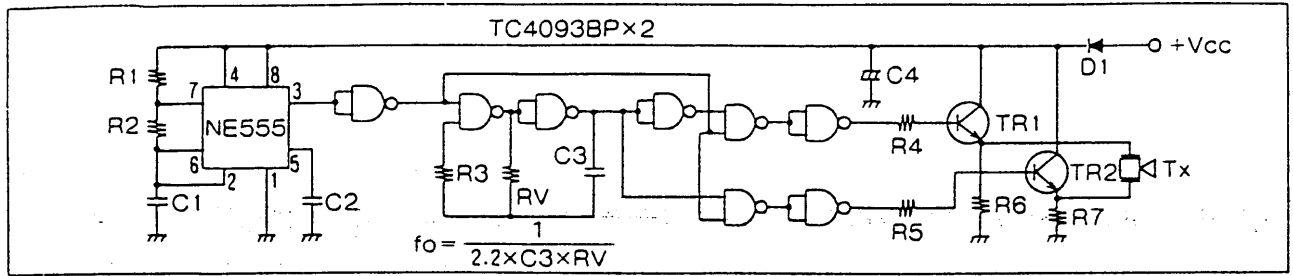 TC4093BP×2
+Vcc
D1
R1
4
8
C4
7
3
R2
NE555
TR1
R4
6
5
C3
R3
TR2
Tx
2
1
RV
C1
C2
R6
R5
R7
fo = 1
2.2×C3×RV